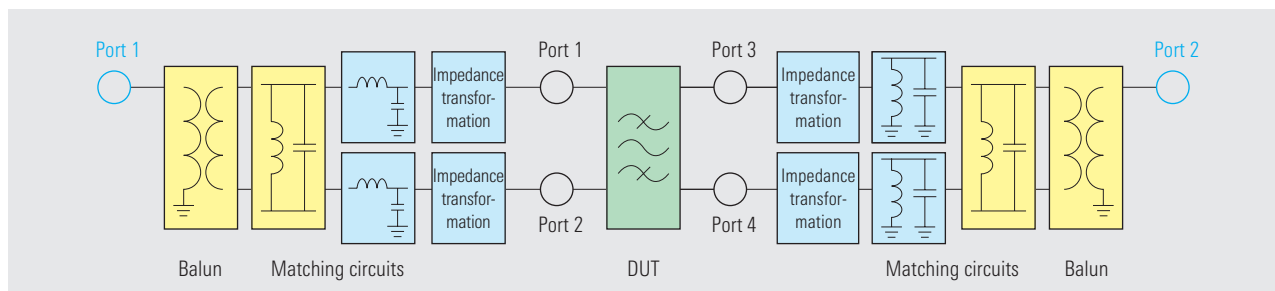 Port 1
Port 1
Port 3
Port 2
Impedance
transfor-
mation
Impedance
transfor-
mation
Impedance
transfor-
mation
Impedance
transfor-
mation
Port 2
Port 4
Balun
Matching circuits
DUT
Matching circuits
Balun